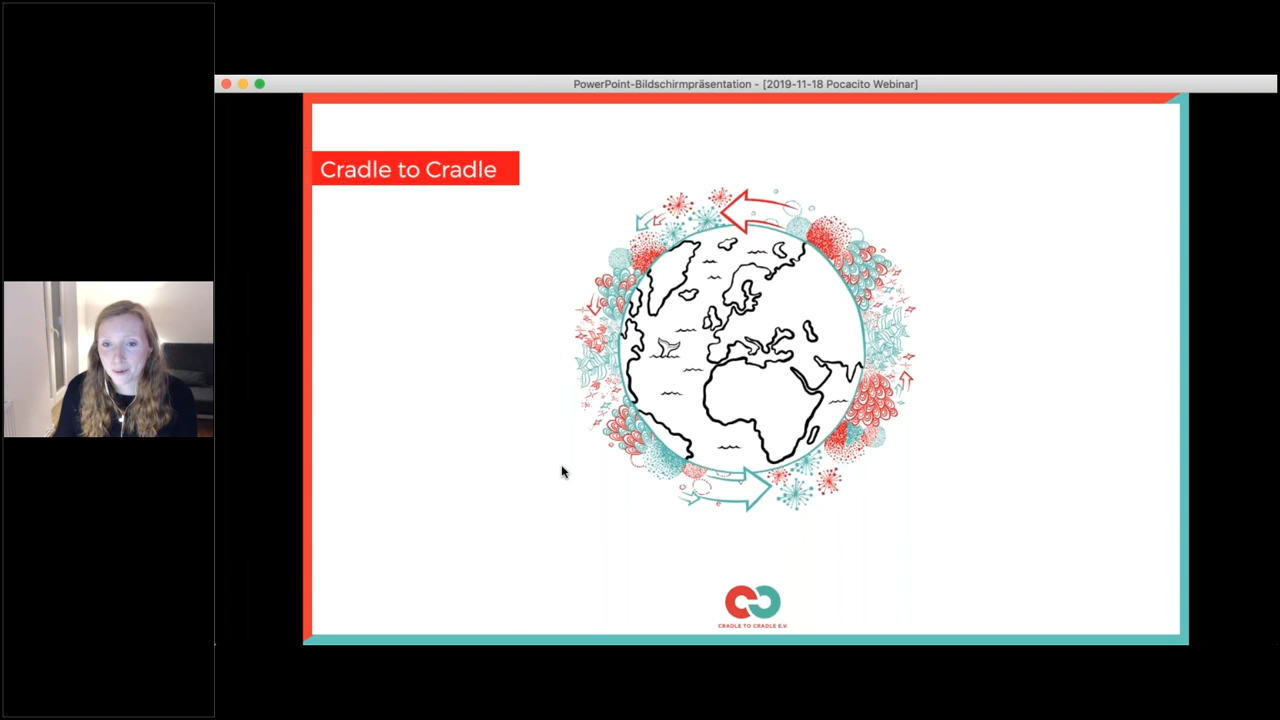 PowerPoint-Bildschirmpräsentation - [2019-11-18 Pocacito Webinar]
Cradle to Cradle
CRADLE TO CRADLE E.V.